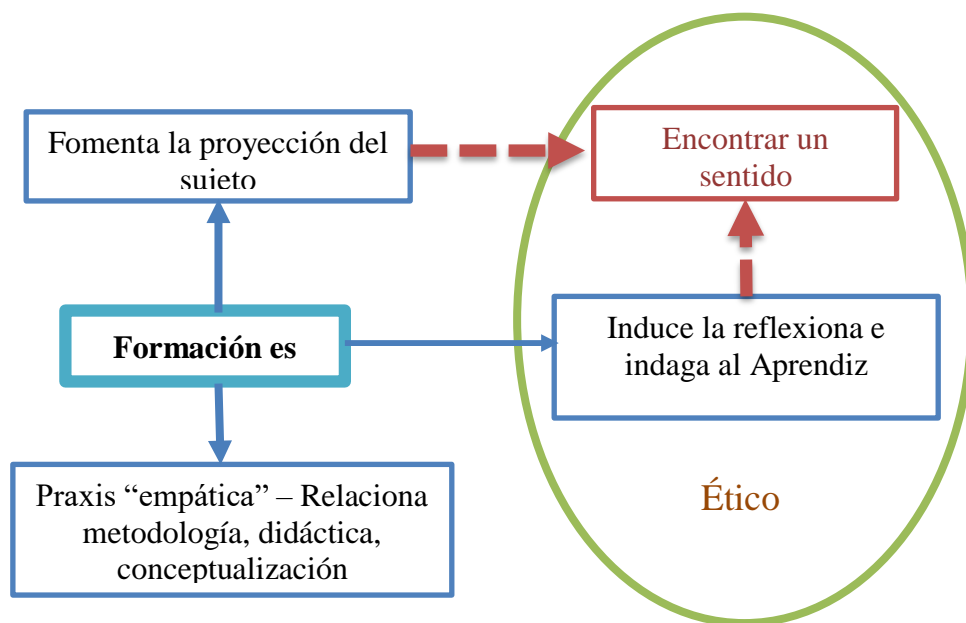 Fomenta la proyección del
sujeto
Encontrar un
sentido
Formación es
Induce la reflexiona e
indaga al Aprendiz
Praxis “empática” – Relaciona
metodología, didáctica,
conceptualización
Ético